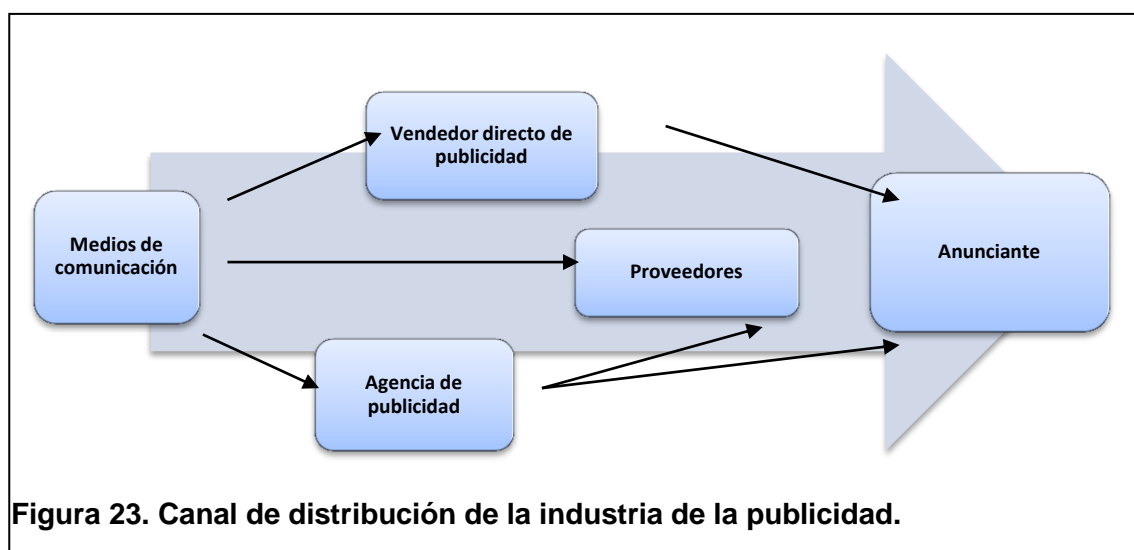 Vendedor directo de
publicidad
Medios de
comunicación
Proveedores
Anunciante
Agencia de
publicidad
Figura 23. Canal de distribución de la industria de la publicidad.